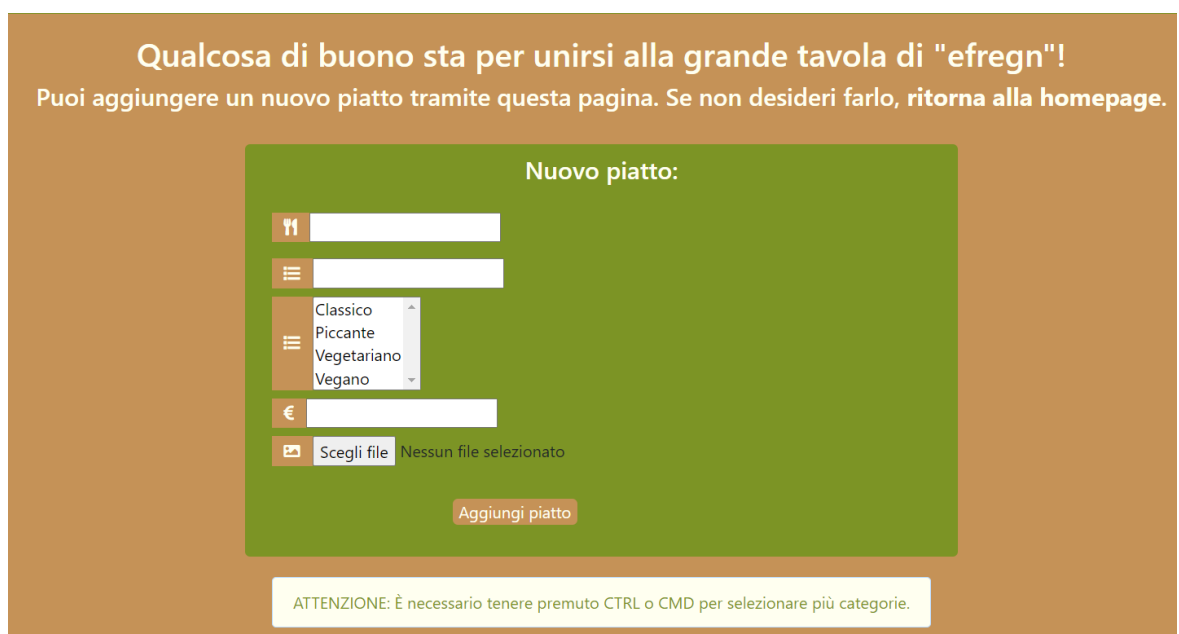 Qualcosa di buono sta per unirsi alla grande tavola di "efregn"!
Puoi aggiungere un nuovo piatto tramite questa pagina. Se non desideri farlo, ritorna alla homepage.
Nuovo piatto:
Classico
Piccante
Vegetariano
Vegano
€
Scegli file Nessun file selezionato
Aggiungi piatto
ATTENZIONE: È necessario tenere premuto CTRL o CMD per selezionare più categorie.